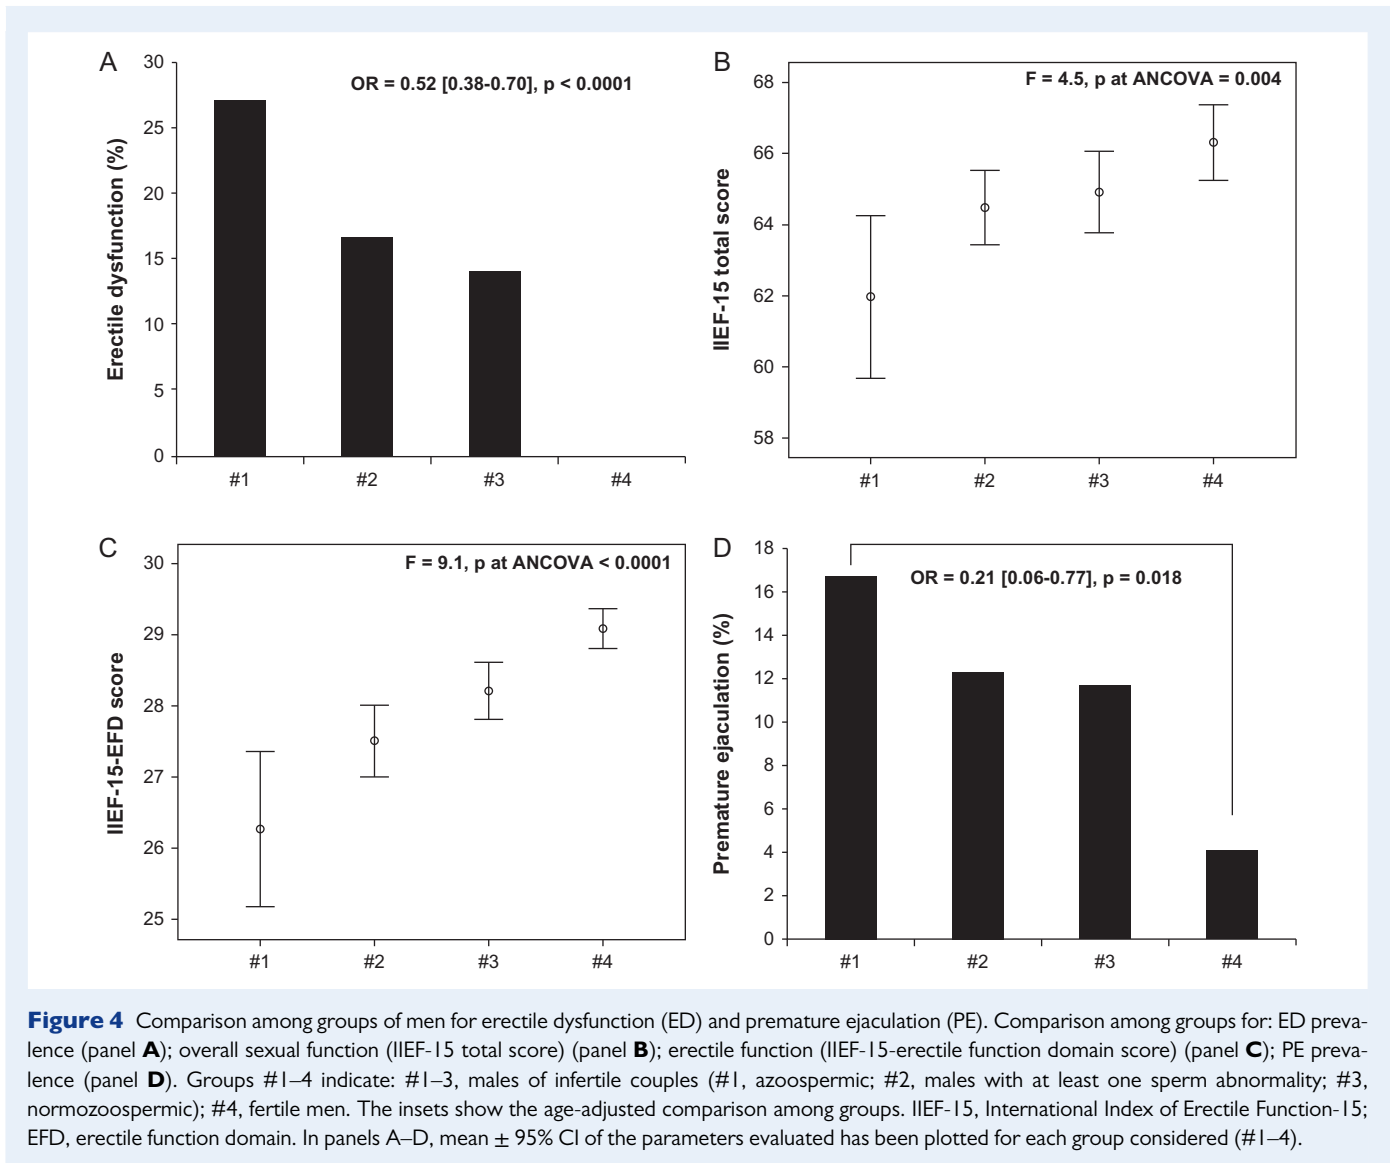 A
OR = 0.52 [0.38-0.70], p < 0.0001
Erectile dysfunction (%)
30
25
20
15
10
5
0
#1 #2 #3 #4
B
F = 4.5, p at ANCOVA = 0.004
IIEF-15 total score
68
66
64
62
60
58
#1 #2 #3 #4
C
F = 9.1, p at ANCOVA < 0.0001
IIEF-15-EFD score
30
29
28
27
26
25
#1 #2 #3 #4
D
OR = 0.21 [0.06-0.77], p = 0.018
Premature ejaculation (%)
18
16
14
12
10
8
6
4
2
0
#1 #2 #3 #4
Figure 4 Comparison among groups of men for erectile dysfunction (ED) and premature ejaculation (PE). Comparison among groups for: ED preva-
lence (panel A); overall sexual function (IIEF-15 total score) (panel B); erectile function (IIEF-15-erectile function domain score) (panel C); PE preva-
lence (panel D). Groups #1–4 indicate: #1–3, males of infertile couples (#1, azoospermic; #2, males with at least one sperm abnormality; #3,
normozoospermic); #4, fertile men. The insets show the age-adjusted comparison among groups. IIEF-15, International Index of Erectile Function-15;
EFD, erectile function domain. In panels A–D, mean ± 95% CI of the parameters evaluated has been plotted for each group considered (#1–4).